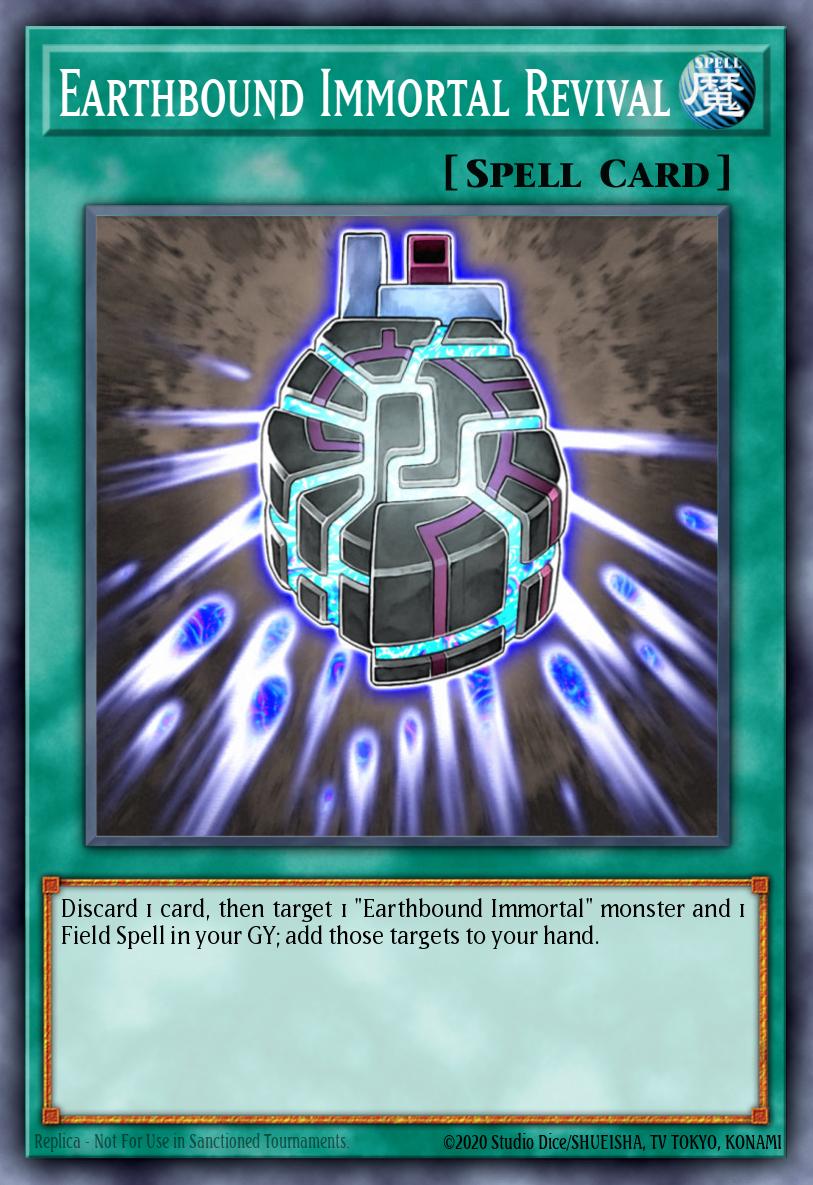 Earthbound Immortal Revival
SPELL
魔
[ Spell Card ]
Discard 1 card, then target 1 "Earthbound Immortal" monster and 1
Field Spell in your GY; add those targets to your hand.
Replica - Not For Use in Sanctioned Tournaments.
©2020 Studio Dice/SHUEISHA, TV TOKYO, KONAMI